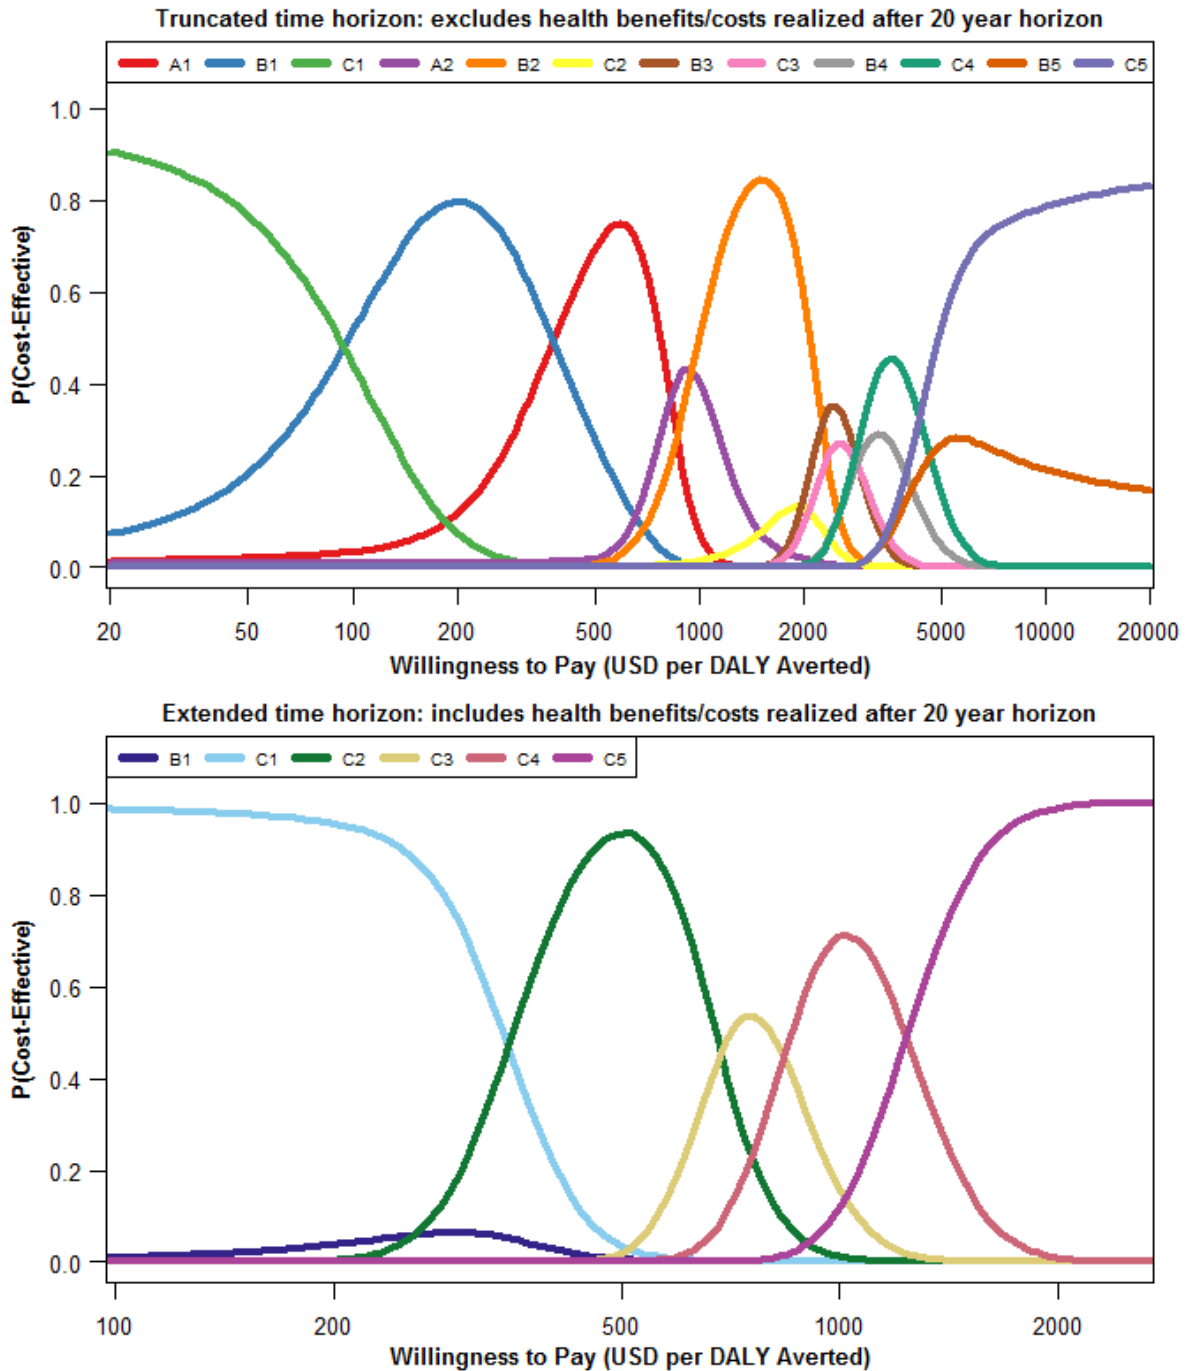 Truncated time horizon: excludes health benefits/costs realized after 20 year horizon
A1 B1 C1 A2 B2 C2 B3 C3 B4 C4 B5 C5
1.0
0.8
0.6
0.4
0.2
0.0
P(Cost-Effective)
20 50 100 200 500 1000 2000 5000 10000 20000
Willingness to Pay (USD per DALY Averted)
Extended time horizon: includes health benefits/costs realized after 20 year horizon
B1 C1 C2 C3 C4 C5
1.0
0.8
0.6
0.4
0.2
0.0
P(Cost-Effective)
100 200 500 1000 2000
Willingness to Pay (USD per DALY Averted)